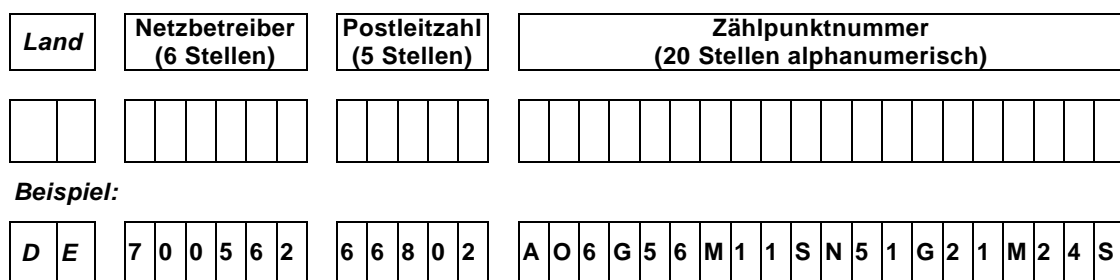 Land Netzbetreiber Postleitzahl Zählpunktnummer
(6 Stellen) (5 Stellen) (20 Stellen alphanumerisch)
Beispiel:
D E 7 0 0 5 6 2 6 6 8 0 2 A O 6 G 5 6 M 1 1 S N 5 1 G 2 1 M 2 4 S